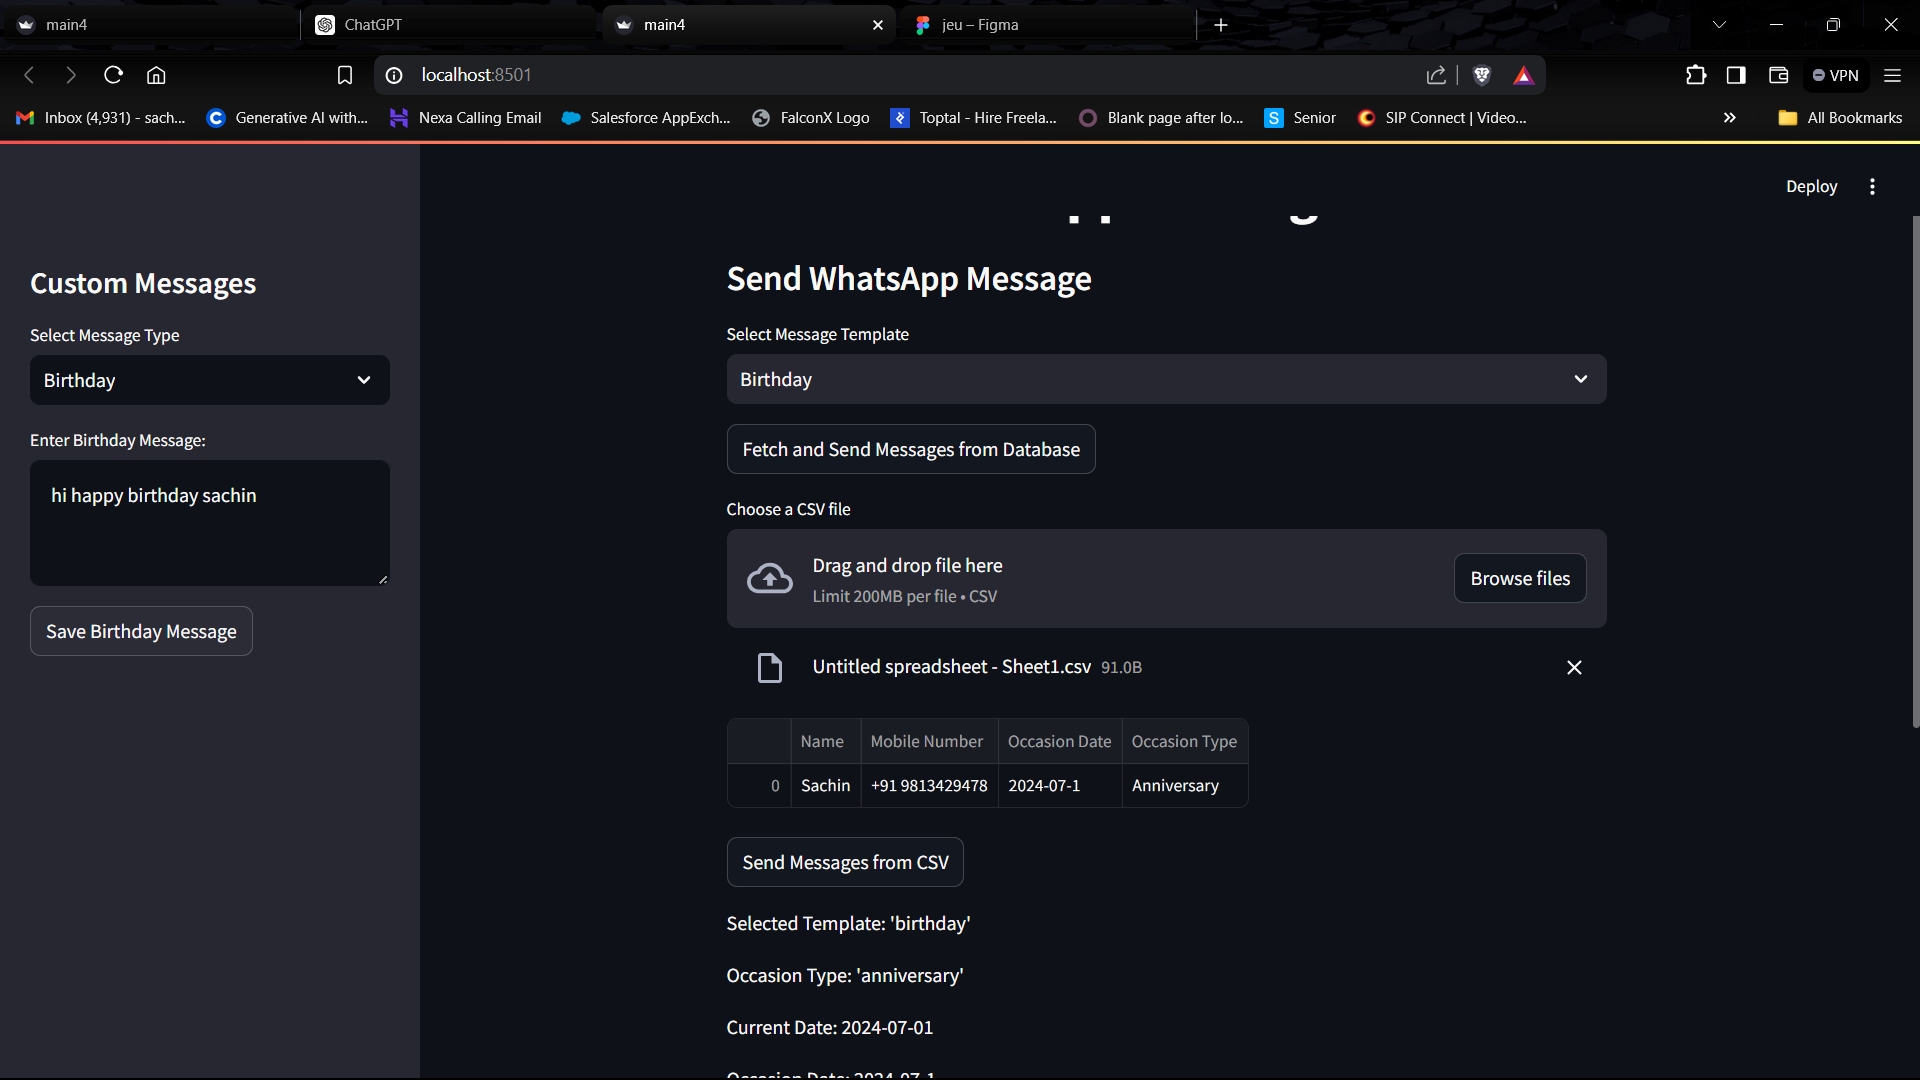 main4
ChatGPT
main4
jeu – Figma
localhost:8501
VPN
Inbox (4,931) - sach...
Generative AI with...
Nexa Calling Email
Salesforce AppExch...
FalconX Logo
Toptal - Hire Freela...
Blank page after lo...
S Senior
SIP Connect | Video...
All Bookmarks
Deploy
Custom Messages
Select Message Type
Birthday
Enter Birthday Message:
hi happy birthday sachin
Save Birthday Message
Send WhatsApp Message
Select Message Template
Birthday
Fetch and Send Messages from Database
Choose a CSV file
Drag and drop file here
Limit 200MB per file • CSV
Browse files
Untitled spreadsheet - Sheet1.csv 91.0B
Name Mobile Number Occasion Date Occasion Type
0 Sachin +91 9813429478 2024-07-1 Anniversary
Send Messages from CSV
Selected Template: 'birthday'
Occasion Type: 'anniversary'
Current Date: 2024-07-01
Occasion Date: 2024-07-1